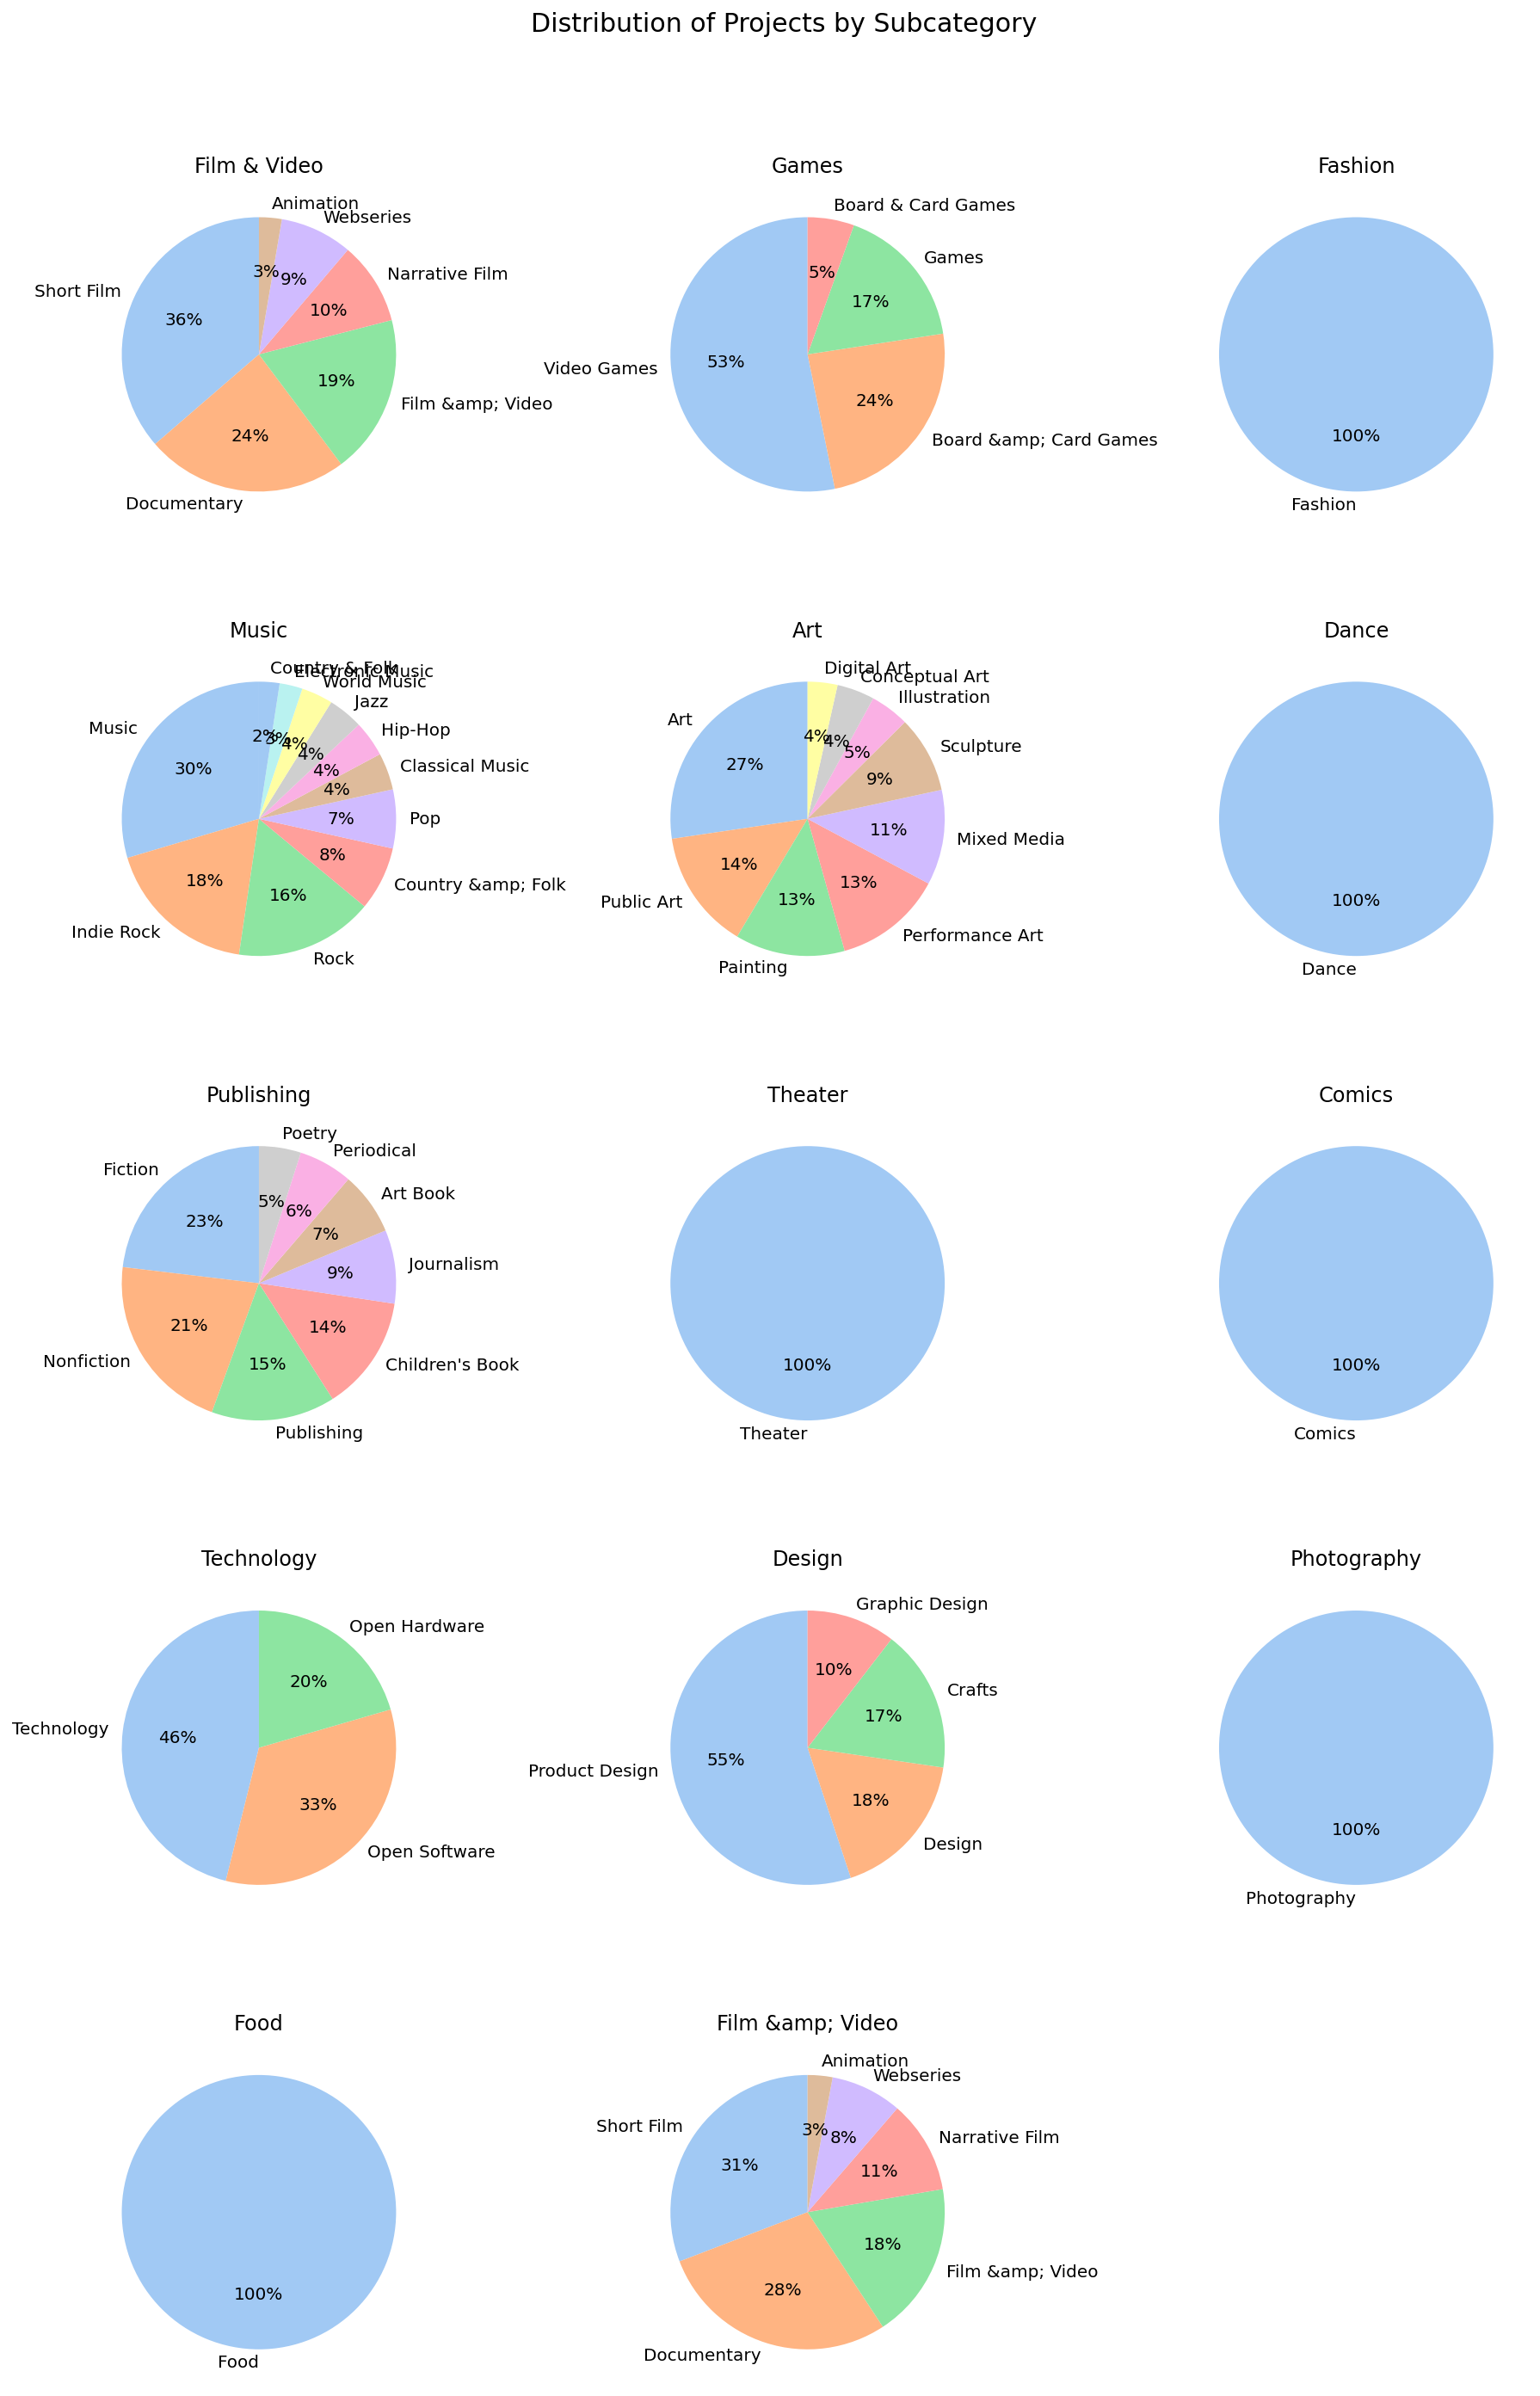 Distribution of Projects by Subcategory
Film & Video
Animation
Webseries
Narrative Film
Short Film
Film &amp; Video
Documentary
3%
9%
10%
36%
19%
24%
Games
Board & Card Games
Games
Video Games
Board &amp; Card Games
5%
17%
53%
24%
Fashion
100%
Fashion
Music
Country & Folk
Electronic Music
World Music
Jazz
Hip-Hop
Classical Music
Pop
Country &amp; Folk
Rock
Indie Rock
Music
2%
3%
4%
4%
4%
4%
7%
8%
16%
18%
30%
Art
Digital Art
Conceptual Art
Illustration
Sculpture
Mixed Media
Performance Art
Painting
Public Art
Art
4%
4%
5%
9%
11%
13%
13%
14%
27%
Dance
100%
Dance
Publishing
Poetry
Periodical
Art Book
Journalism
Children's Book
Publishing
Nonfiction
Fiction
5%
6%
7%
9%
14%
15%
21%
23%
Theater
100%
Theater
Comics
100%
Comics
Technology
Open Hardware
Technology
Open Software
20%
46%
33%
Design
Graphic Design
Crafts
Product Design
Design
10%
17%
55%
18%
Photography
100%
Photography
Food
100%
Food
Film &amp; Video
Animation
Webseries
Narrative Film
Short Film
Film &amp; Video
Documentary
3%
8%
11%
31%
18%
28%